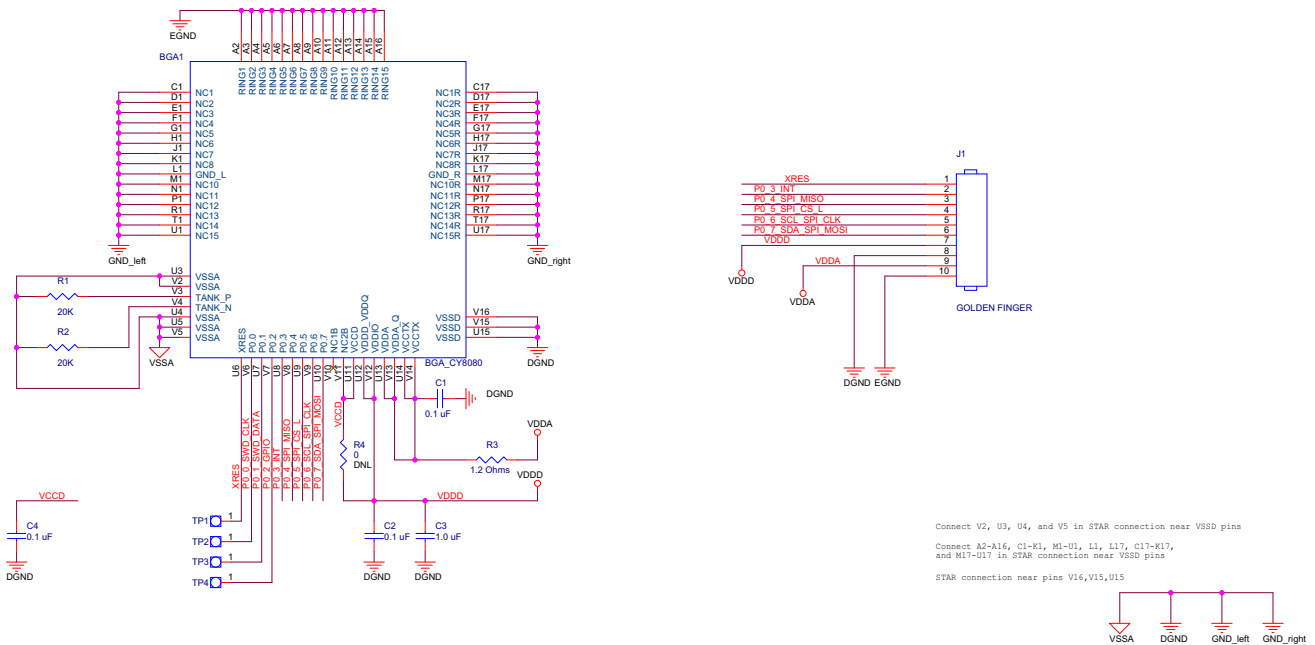 EGND
BGA1
A2 A3 A4 A5 A6 A7 A8 A9 A10 A11 A12 A13 A14 A15 A16
RING1 RING2 RING3 RING4 RING5 RING6 RING7 RING8 RING9 RING10 RING11 RING12 RING13 RING14 RING15
C1 NC1 NC1R C17
D1 NC2 NC2R D17
E1 NC3 NC3R E17
F1 NC4 NC4R F17
G1 NC5 NC5R G17
H1 NC6 NC6R H17
J1 NC7 NC7R J17
K1 NC8 NC8R K17
L1 GND_L GND_R L17
M1 NC10 NC10R M17
N1 NC11 NC11R N17
P1 NC12 NC12R P17
R1 NC13 NC13R R17
T1 NC14 NC14R T17
U1 NC15 NC15R U17
GND_left
GND_right
U3 VSSA
V2 VSSA
V3 TANK_P
V4 TANK_N
U4 VSSA
U5 VSSA
V5 VSSA
R1
20K
R2
20K
VSSA
VSSD V16
VSSD V15
VSSD U15
DGND
XRES P0.0 P0.1 P0.2 P0.3 P0.4 P0.5 P0.6 P0.7 NC1B NC2B VCCD VDDD_VDDQ VDDIO VDDA VDDA_Q VCCTX VCCTX
BGA_CY8080
U6 V6 U7 V7 U8 V8 U9 V9 U10 V10 V11 U12 V12 U13 V13 U14 V14
XRES
P0_0_SWD_CLK
P0_1_SWD_DATA
P0_2_GPIO
P0_3_INT
P0_4_SPI_MISO
P0_5_SPI_CS_L
P0_6_SCL_SPI_CLK
P0_7_SDA_SPI_MOSI
VCCD
C1
0.1 uF
DGND
R4
0
DNL
R3
1.2 Ohms
VDDA
VDDD
VDDD
VCCD
C4
0.1 uF
DGND
TP1 1
TP2 1
TP3 1
TP4 1
C2
0.1 uF
DGND
C3
1.0 uF
DGND
J1
XRES 1
P0_3_INT 2
P0_4_SPI_MISO 3
P0_5_SPI_CS_L 4
P0_6_SCL_SPI_CLK 5
P0_7_SDA_SPI_MOSI 6
VDDD 7
8
VDDA 9
10
VDDD
VDDA
GOLDEN FINGER
DGND EGND
Connect V2, U3, U4, and V5 in STAR connection near VSSD pins
Connect A2-A16, C1-K1, M1-U1, L1, L17, C17-K17,
and M17-U17 in STAR connection near VSSD pins
STAR connection near pins V16,V15,U15
VSSA DGND GND_left GND_right